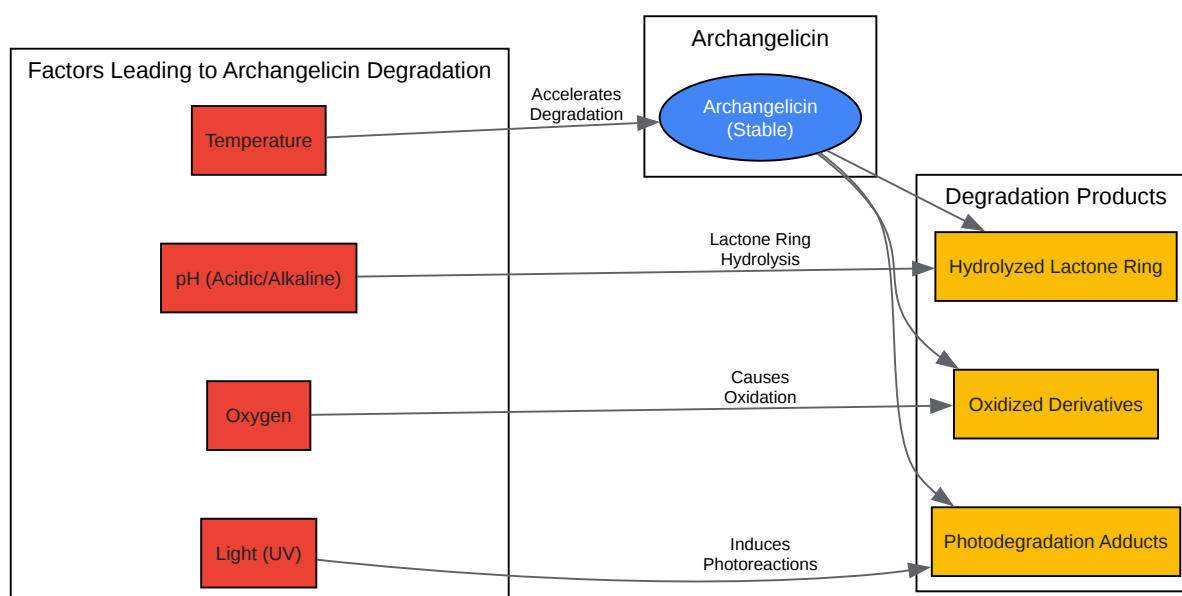 Archangelicin
Factors Leading to Archangelicin Degradation
Accelerates
Degradation
Archangelicin
(Stable)
Temperature
Degradation Products
Lactone Ring
Hydrolysis
pH (Acidic/Alkaline)
Hydrolyzed Lactone Ring
Causes
Oxidation
Oxygen
Oxidized Derivatives
Induces
Photoreactions
Light (UV)
Photodegradation Adducts